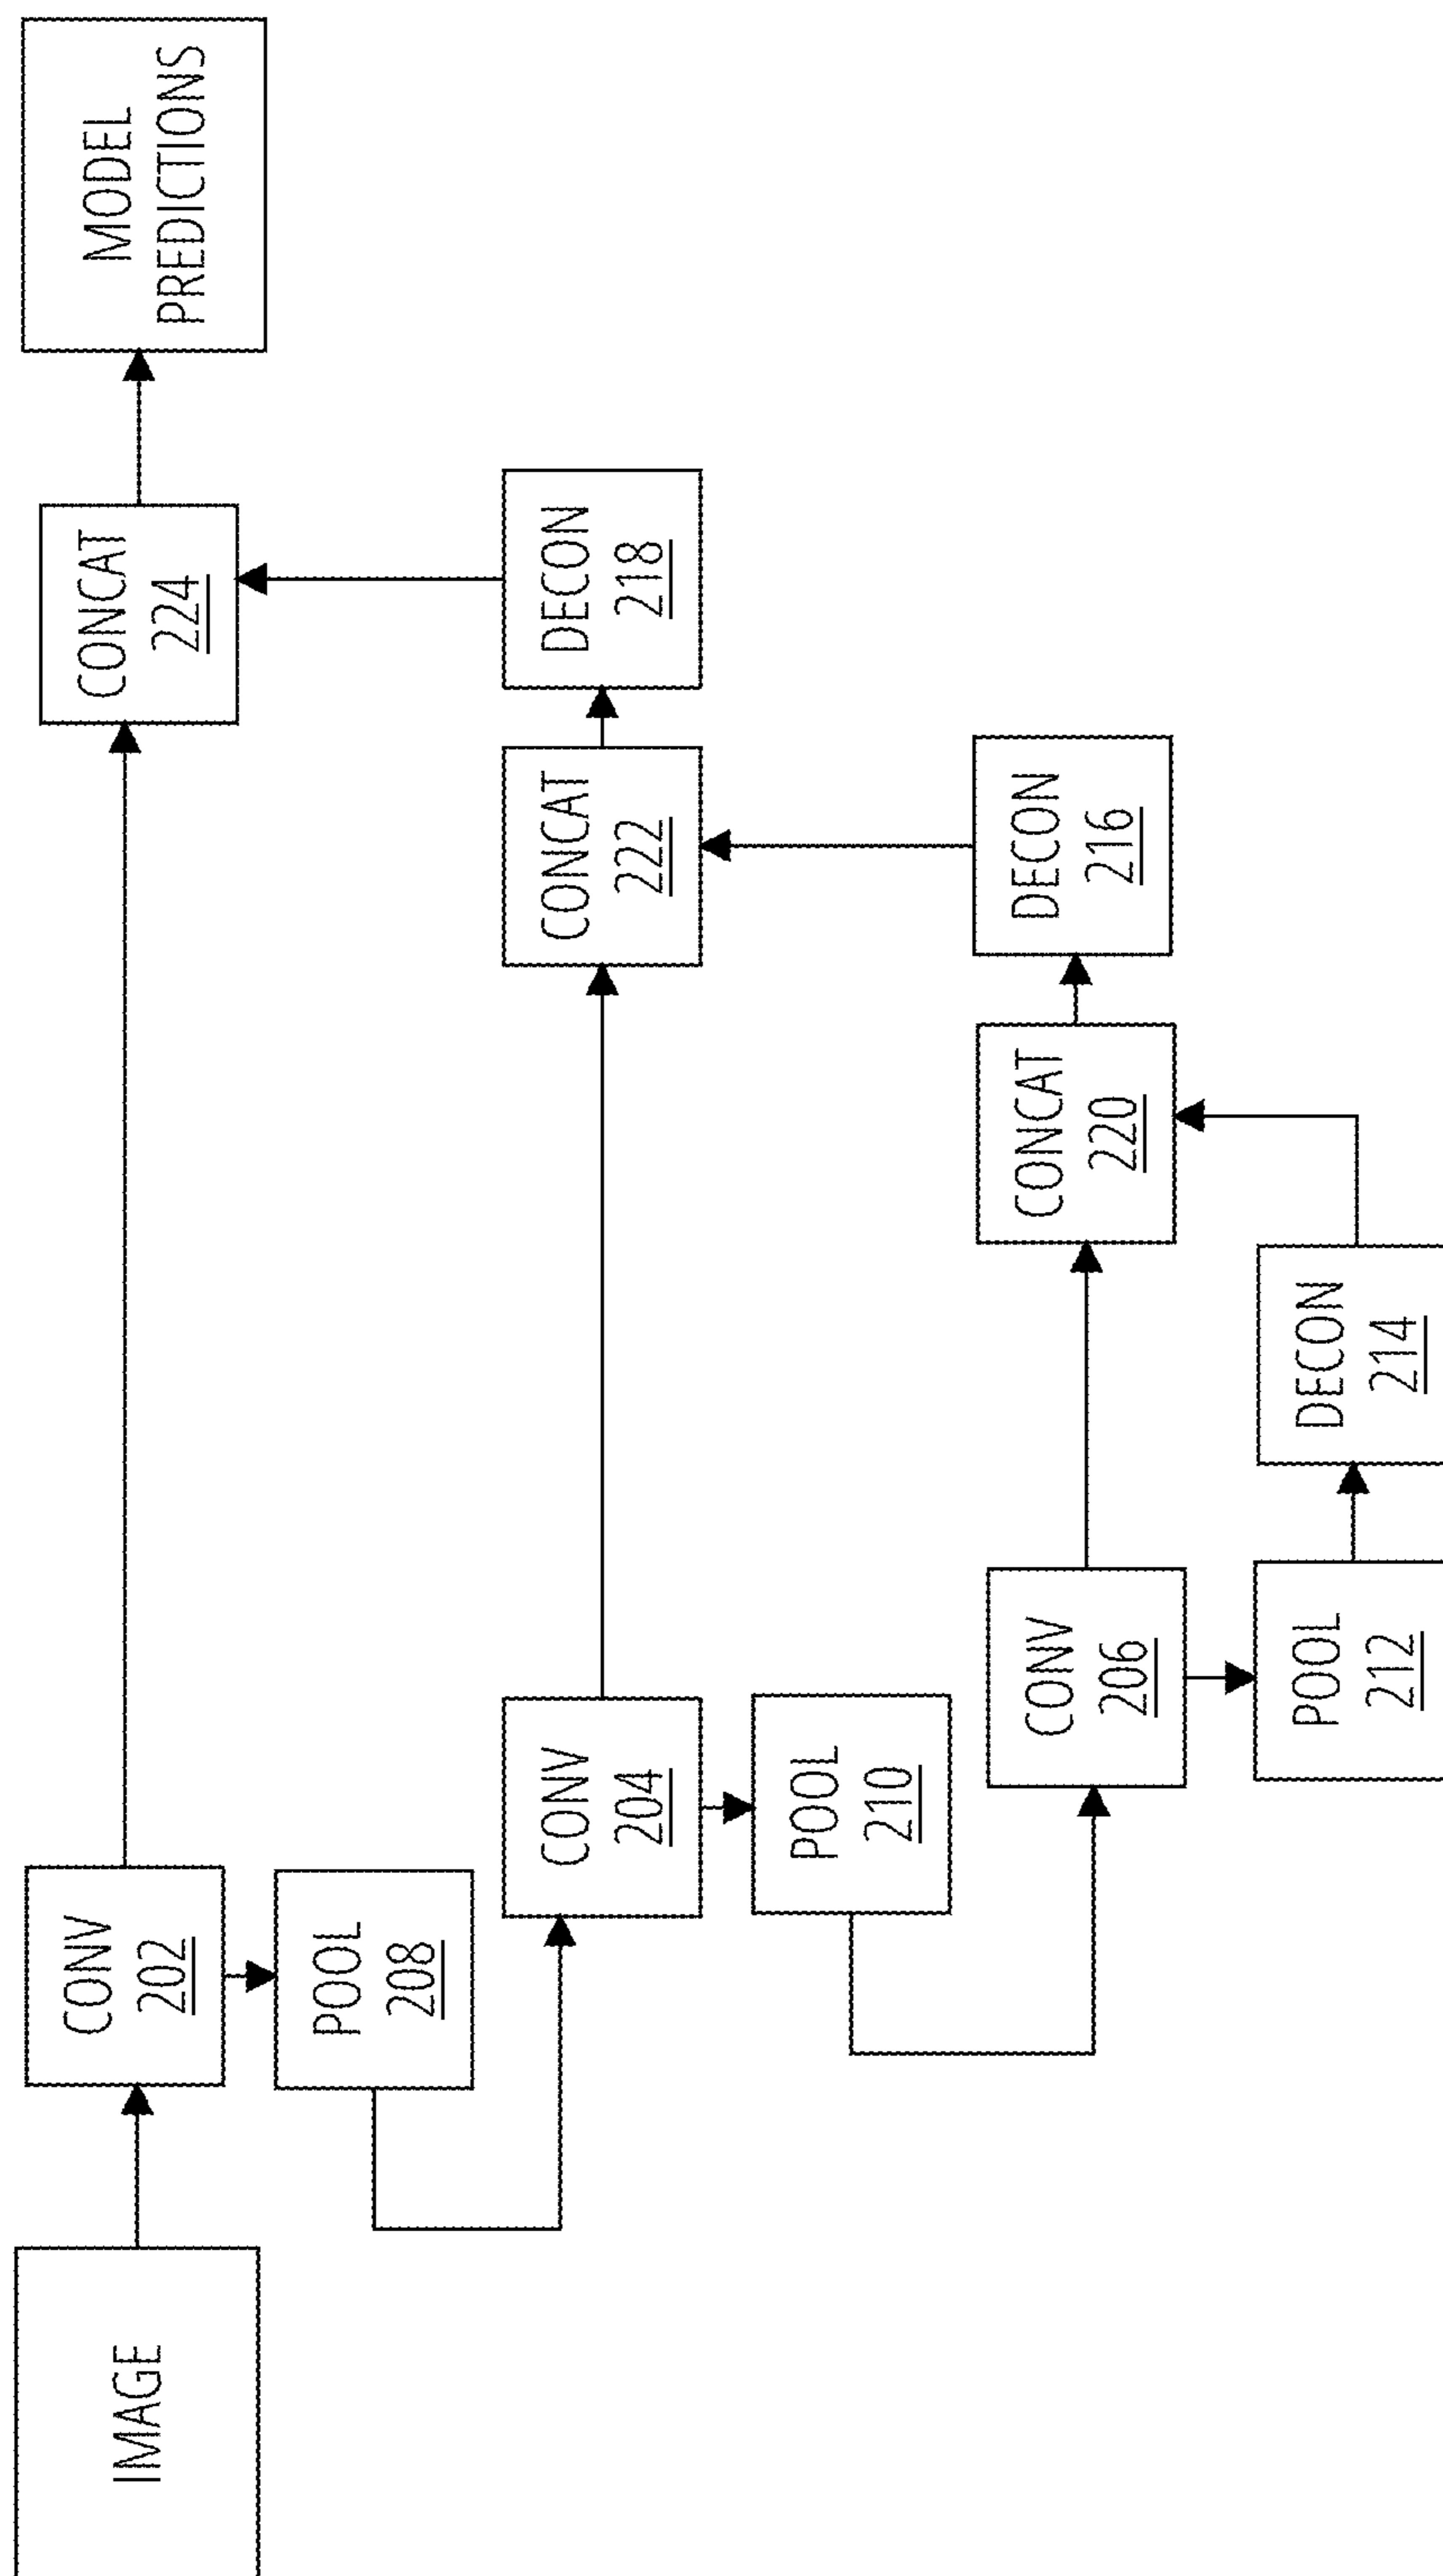 IMAGE
CONV
202
POOL
208
CONV
204
POOL
210
CONV
206
POOL
212
DECON
214
CONCAT
220
DECON
216
CONCAT
222
DECON
218
CONCAT
224
MODEL
PREDICTIONS